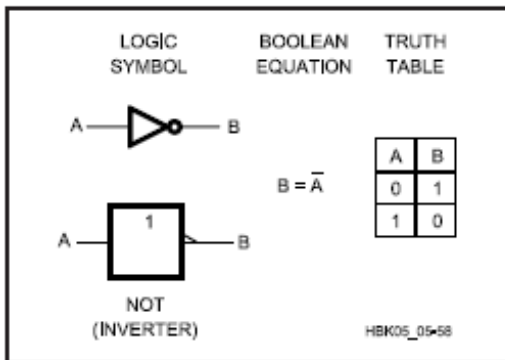 LOGIC SYMBOL
BOOLEAN EQUATION
TRUTH TABLE
A
B
B = A̅
A B
0 1
1 0
1
A
B
NOT
(INVERTER)
HBK05_05-58